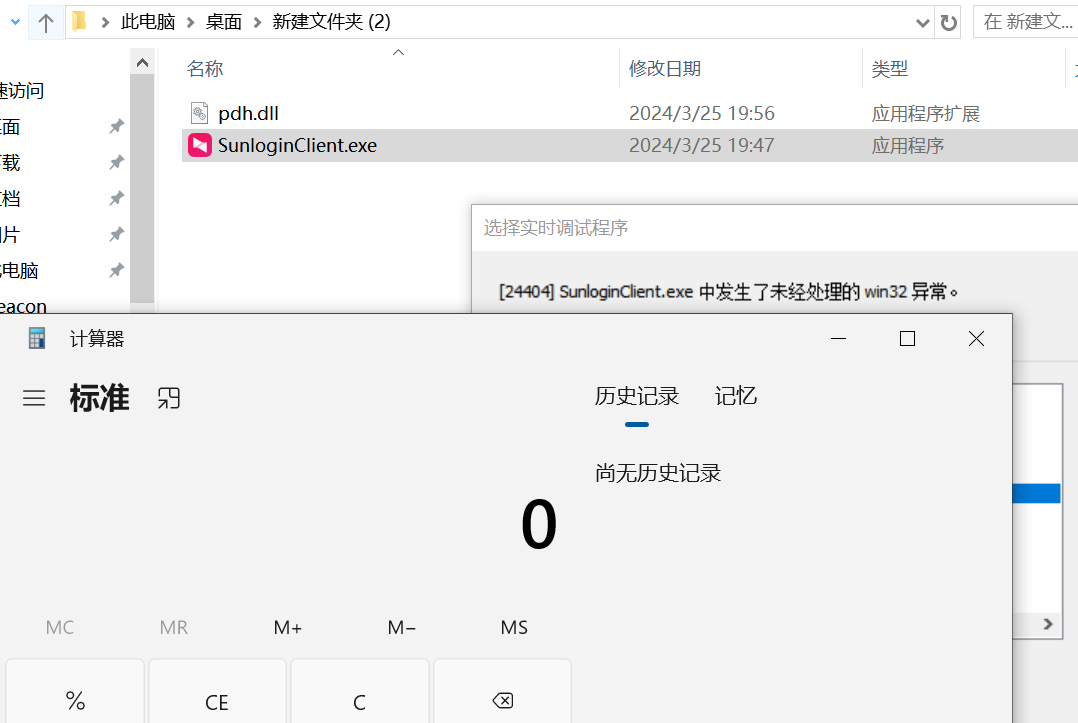 此电脑 > 桌面 > 新建文件夹 (2)
在 新建文...
名称 修改日期 类型
速访问
pdh.dll 2024/3/25 19:56 应用程序扩展
面
SunloginClient.exe 2024/3/25 19:47 应用程序
载
档
片
选择实时调试程序
电脑
[24404] SunloginClient.exe 中发生了未经处理的 win32 异常。
eacon
计算器
标准
历史记录 记忆
尚无历史记录
0
MC MR M+ M− MS
% CE C